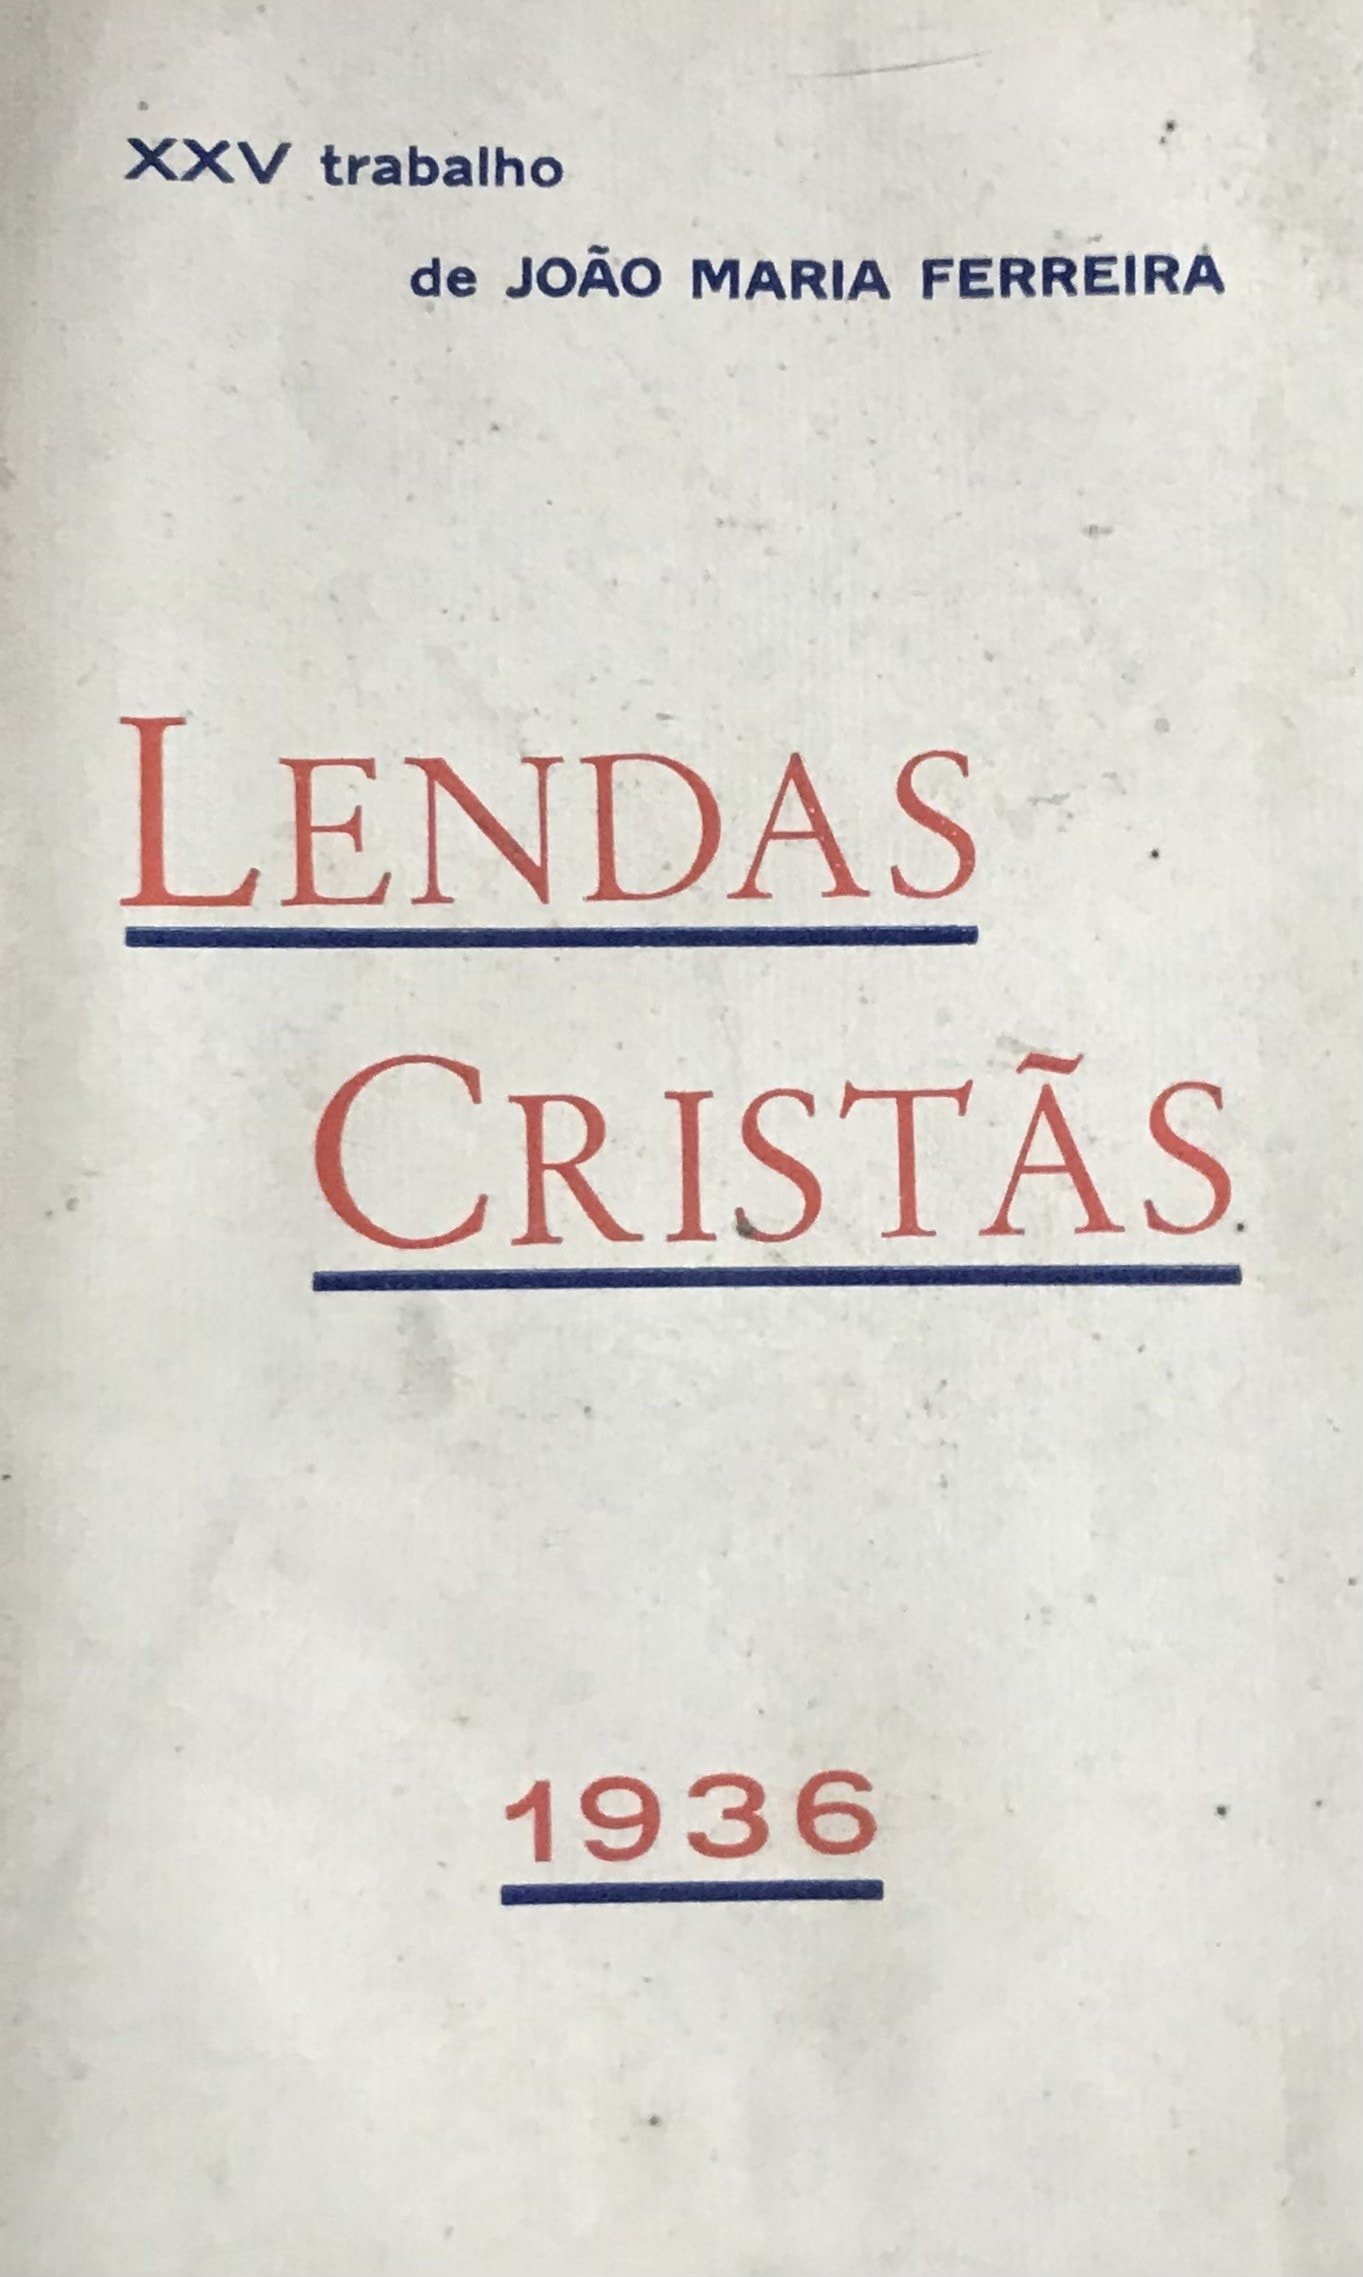 XXV trabalho
de JOÃO MARIA FERREIRA
LENDAS
CRISTÃS
1936